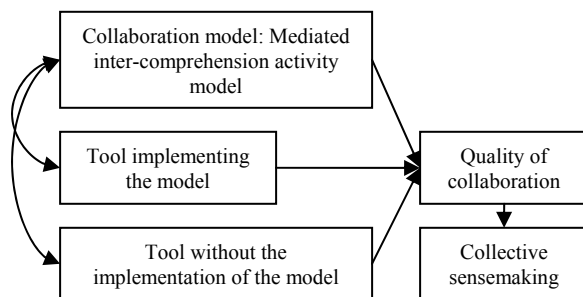 Collaboration model: Mediated
inter-comprehension activity
model
Tool implementing
the model
Quality of
collaboration
Tool without the
implementation of the model
Collective
sensemaking